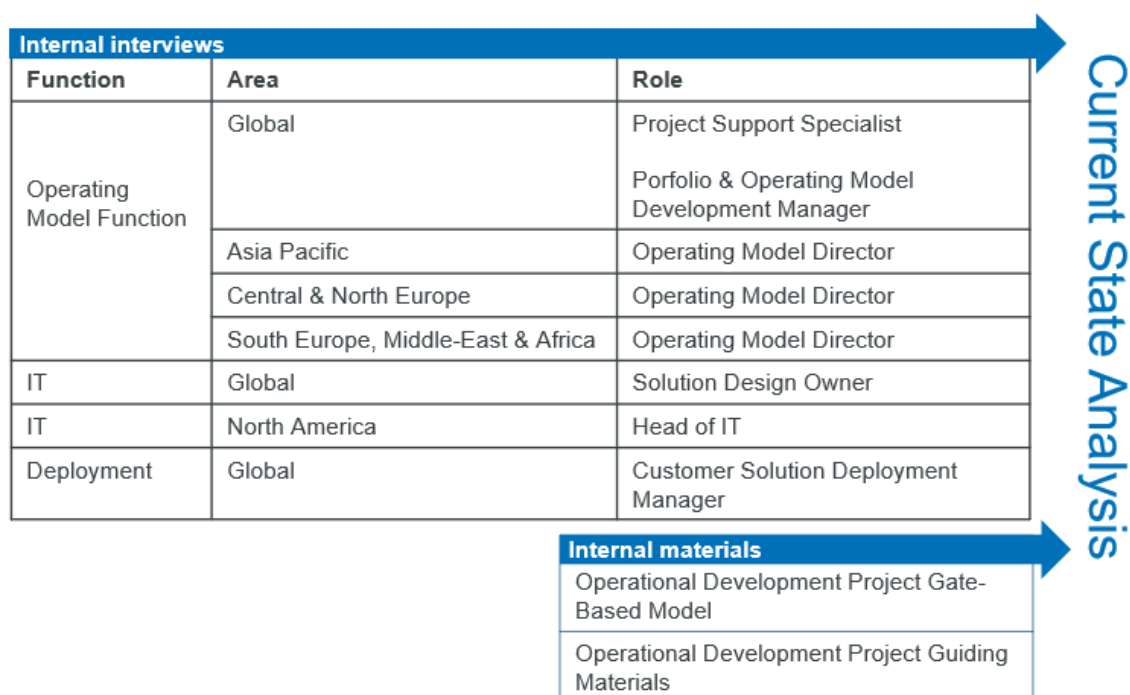 Internal interviews
Function Area Role
Operating
Model Function
Global
Project Support Specialist
Porfolio & Operating Model
Development Manager
Asia Pacific Operating Model Director
Central & North Europe Operating Model Director
South Europe, Middle-East & Africa Operating Model Director
IT Global Solution Design Owner
IT North America Head of IT
Deployment Global Customer Solution Deployment
Manager
Internal materials
Operational Development Project Gate-
Based Model
Operational Development Project Guiding
Materials
Current State Analysis